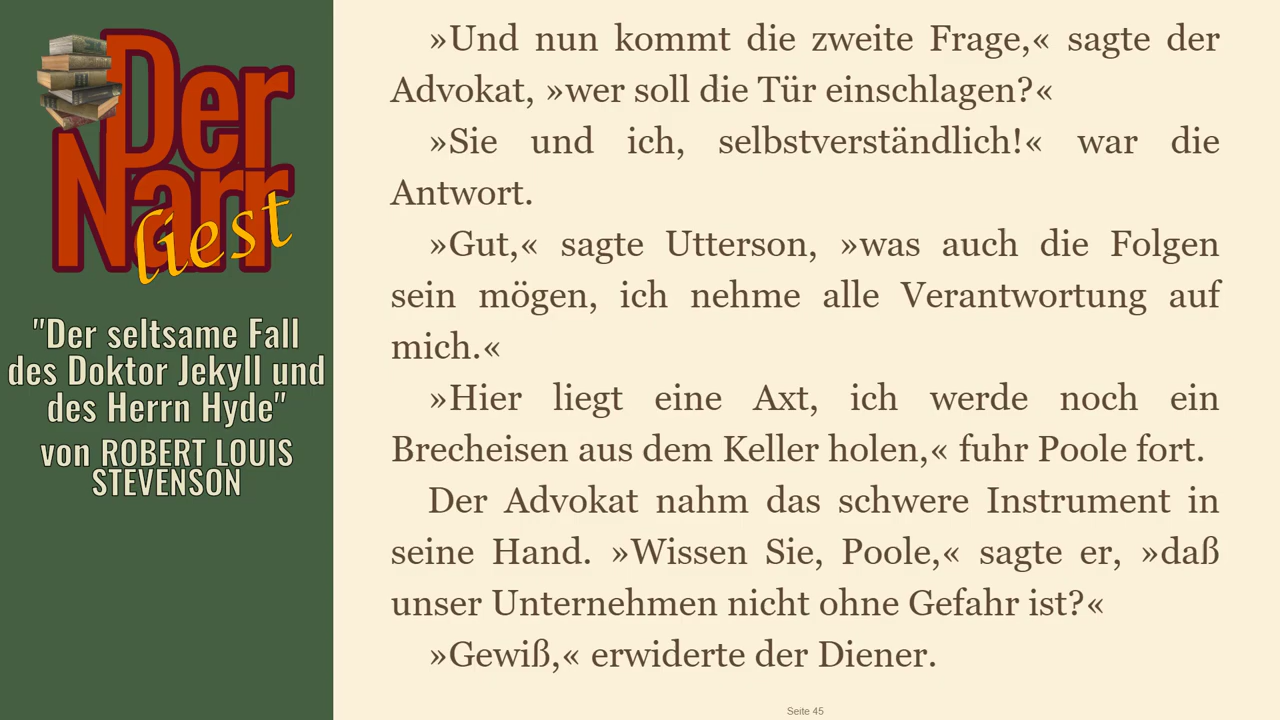 Der
Narr
liest
"Der seltsame Fall
des Doktor Jekyll und
des Herrn Hyde"
von ROBERT LOUIS
STEVENSON
»Und nun kommt die zweite Frage,« sagte der
Advokat, »wer soll die Tür einschlagen?«
»Sie und ich, selbstverständlich!« war die
Antwort.
»Gut,« sagte Utterson, »was auch die Folgen
sein mögen, ich nehme alle Verantwortung auf
mich.«
»Hier liegt eine Axt, ich werde noch ein
Brecheisen aus dem Keller holen,« fuhr Poole fort.
Der Advokat nahm das schwere Instrument in
seine Hand. »Wissen Sie, Poole,« sagte er, »daß
unser Unternehmen nicht ohne Gefahr ist?«
»Gewiß,« erwiderte der Diener.
Seite 45